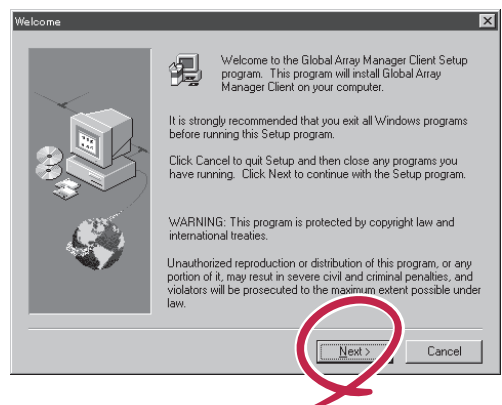 Welcome
Welcome to the Global Array Manager Client Setup
program. This program will install Global Array
Manager Client on your computer.
It is strongly recommended that you exit all Windows programs
before running this Setup program.
Click Cancel to quit Setup and then close any programs you
have running. Click Next to continue with the Setup program.
WARNING: This program is protected by copyright law and
international treaties.
Unauthorized reproduction or distribution of this program, or any
portion of it, may result in severe civil and criminal penalties, and
violators will be prosecuted to the maximum extent possible under
law.
Next > Cancel